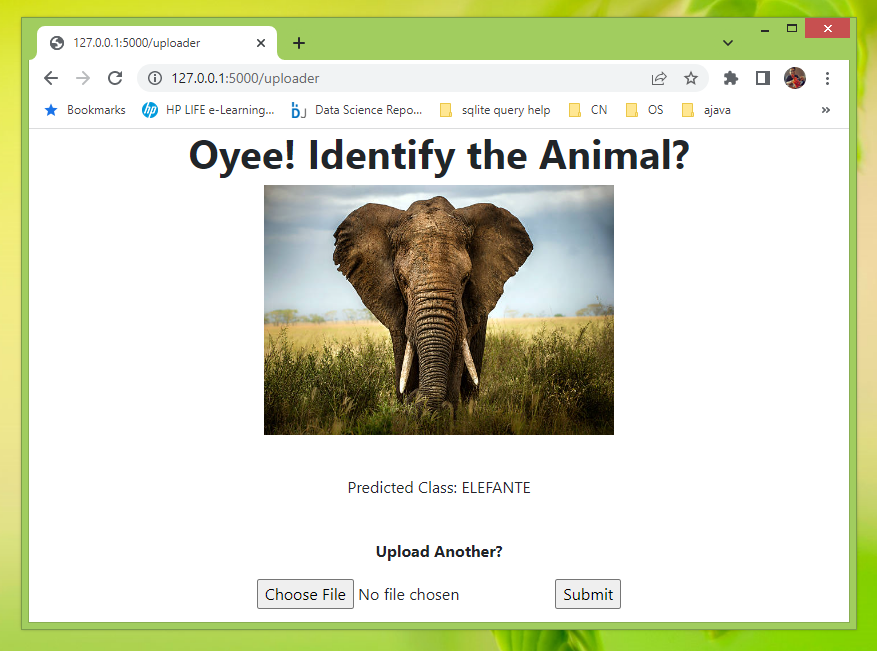 127.0.0.1:5000/uploader
127.0.0.1:5000/uploader
Bookmarks HP LIFE e-Learning... Data Science Repo... sqlite query help CN OS ajava
Oyee! Identify the Animal?
Predicted Class: ELEFANTE
Upload Another?
Choose File No file chosen Submit